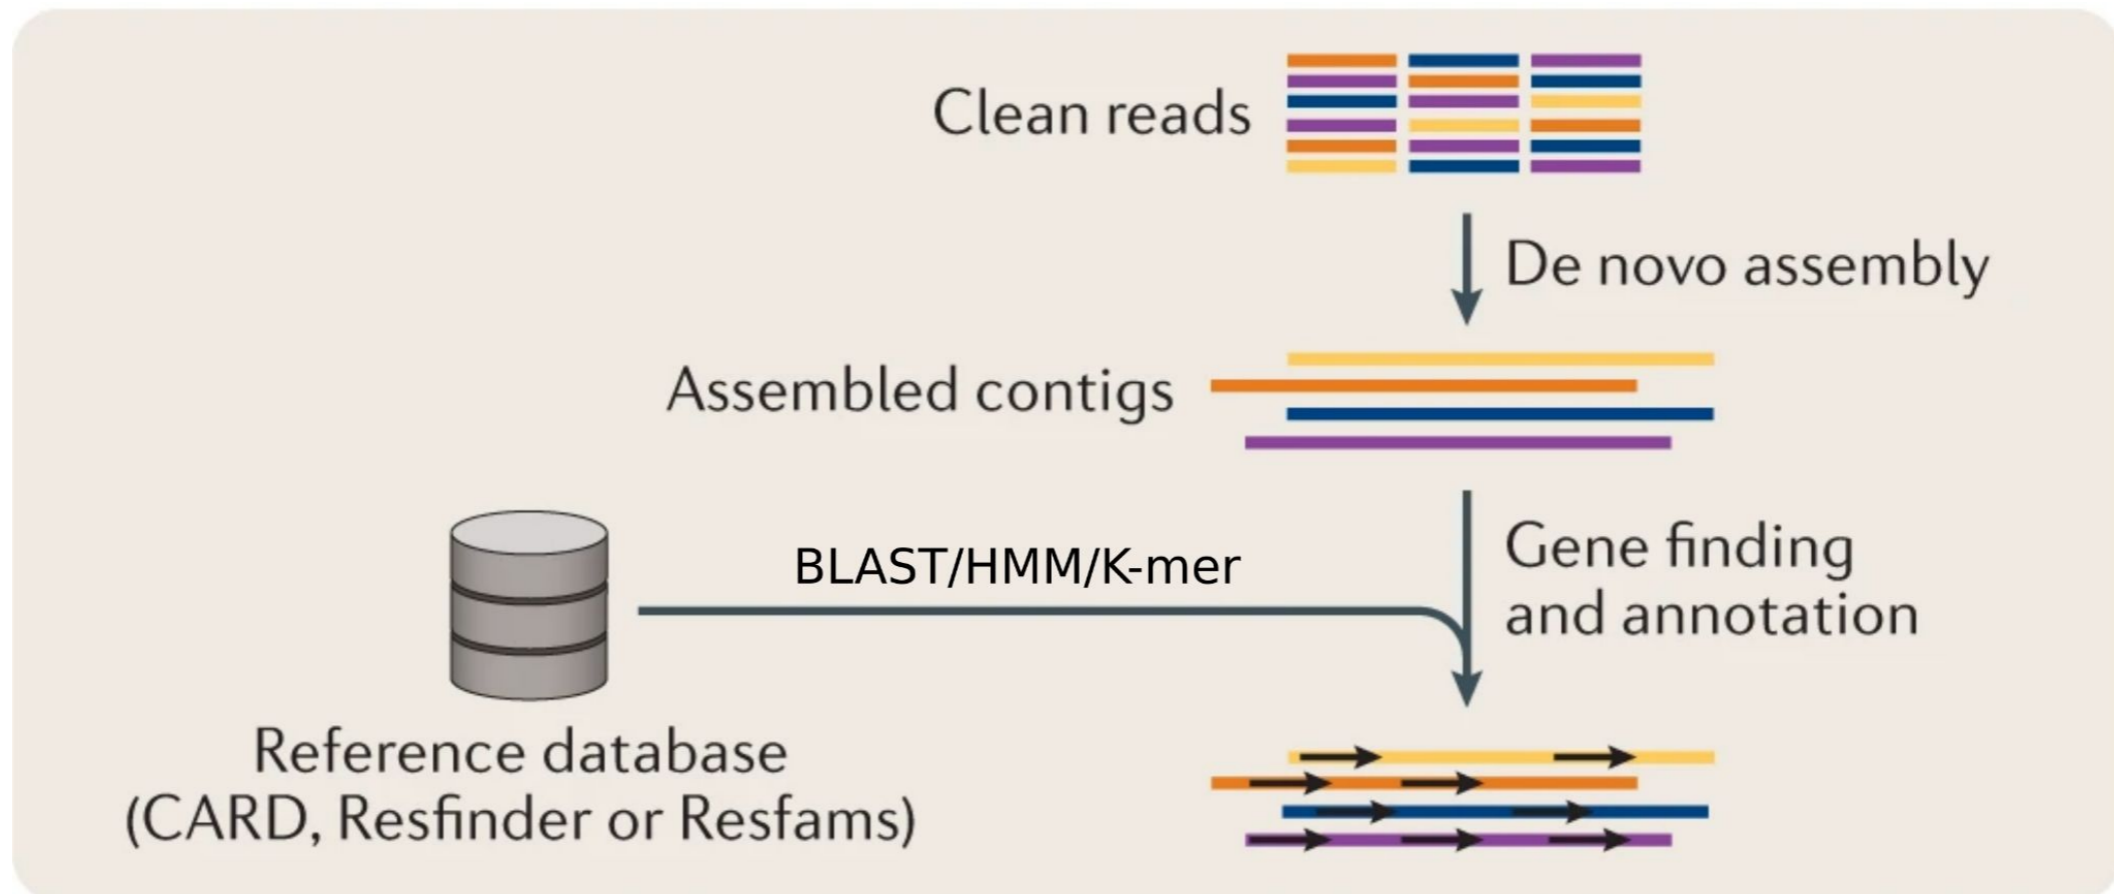 Clean reads
De novo assembly
Assembled contigs
BLAST/HMM/K-mer
Gene finding
and annotation
Reference database
(CARD, Resfinder or Resfams)